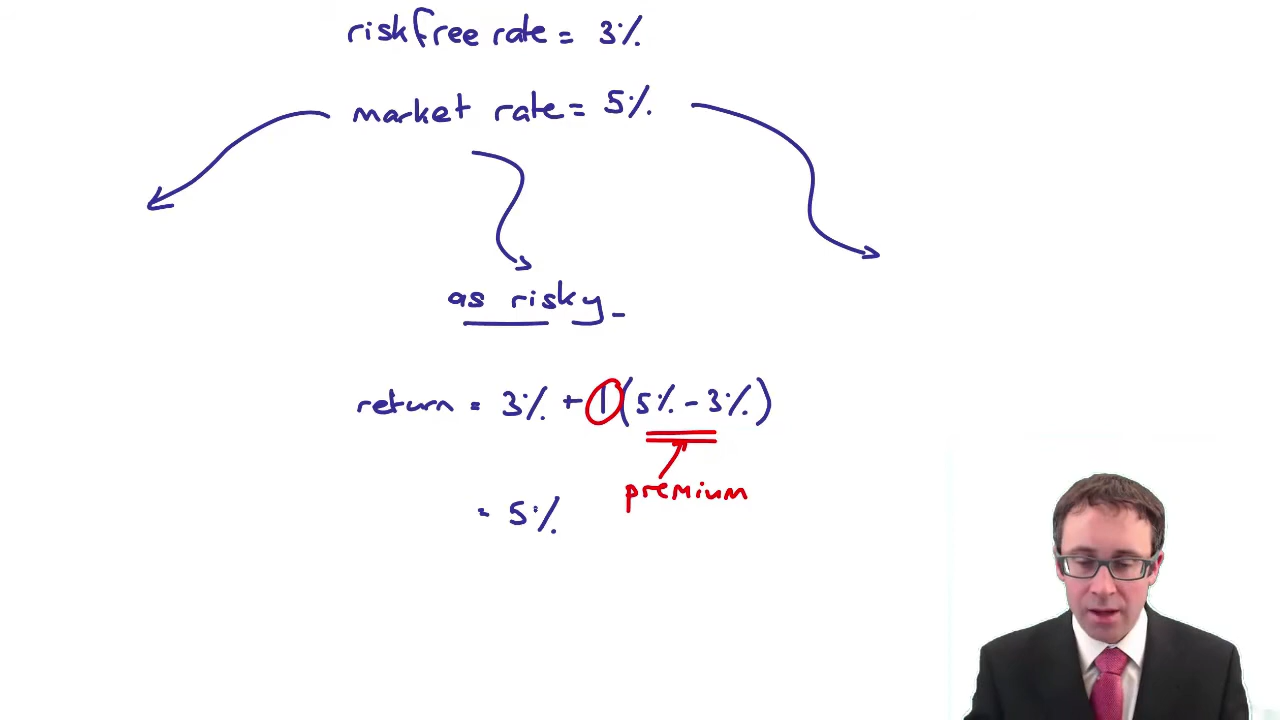 riskfree rate = 3%
market rate = 5%
as risky
return = 3% + 1(5% - 3%)
premium
= 5%